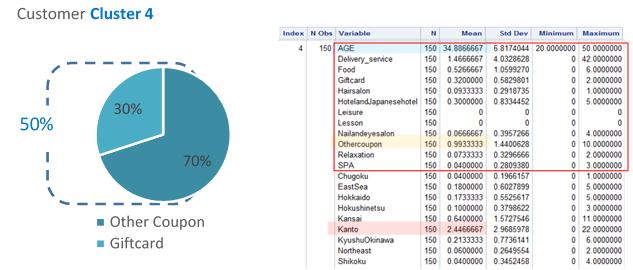 Customer Cluster 4
50%
30%
70%
Other Coupon
Giftcard
Index N Obs Variable N Mean Std Dev Minimum Maximum
4 150 AGE 150 34.8866667 6.8174044 20.0000000 50.0000000
Delivery_service 150 1.4666667 4.0328628 0 42.0000000
Food 150 0.5266667 1.0599270 0 6.0000000
Giftcard 150 0.3200000 0.5829801 0 2.0000000
Hairsalon 150 0.0933333 0.2918735 0 1.0000000
HotelandJapanesehotel 150 0.3000000 0.8334452 0 5.0000000
Leisure 150 0 0 0 0
Lesson 150 0 0 0 0
Nailandeyesalon 150 0.0666667 0.3957266 0 4.0000000
Othercoupon 150 0.9933333 1.4400628 0 10.0000000
Relaxation 150 0.0733333 0.3296666 0 2.0000000
SPA 150 0.0400000 0.2809380 0 3.0000000
Chugoku 150 0.0400000 0.1966157 0 1.0000000
EastSea 150 0.1800000 0.6027899 0 5.0000000
Hokkaido 150 0.1733333 0.5525617 0 5.0000000
Hokushinetsu 150 0.1000000 0.3798622 0 3.0000000
Kansai 150 0.6400000 1.5727546 0 11.0000000
Kanto 150 2.4466667 2.9685978 0 22.0000000
KyushuOkinawa 150 0.2133333 0.7736141 0 6.0000000
Northeast 150 0.0600000 0.2649554 0 2.0000000
Shikoku 150 0.0400000 0.3452458 0 4.0000000